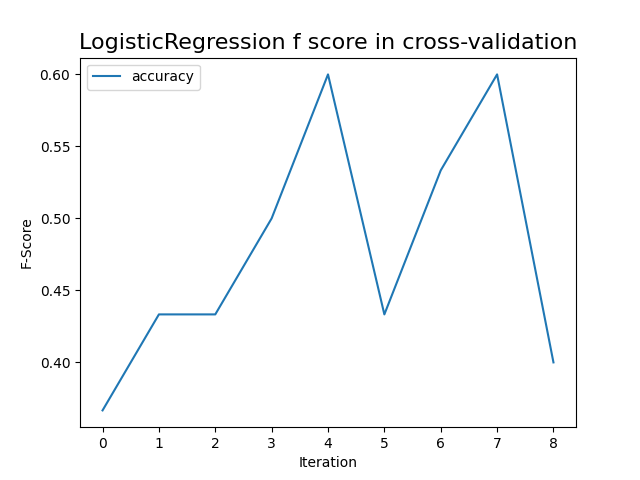 LogisticRegression f score in cross-validation
accuracy
0.60
0.55
0.50
0.45
0.40
F-Score
0 1 2 3 4 5 6 7 8
Iteration